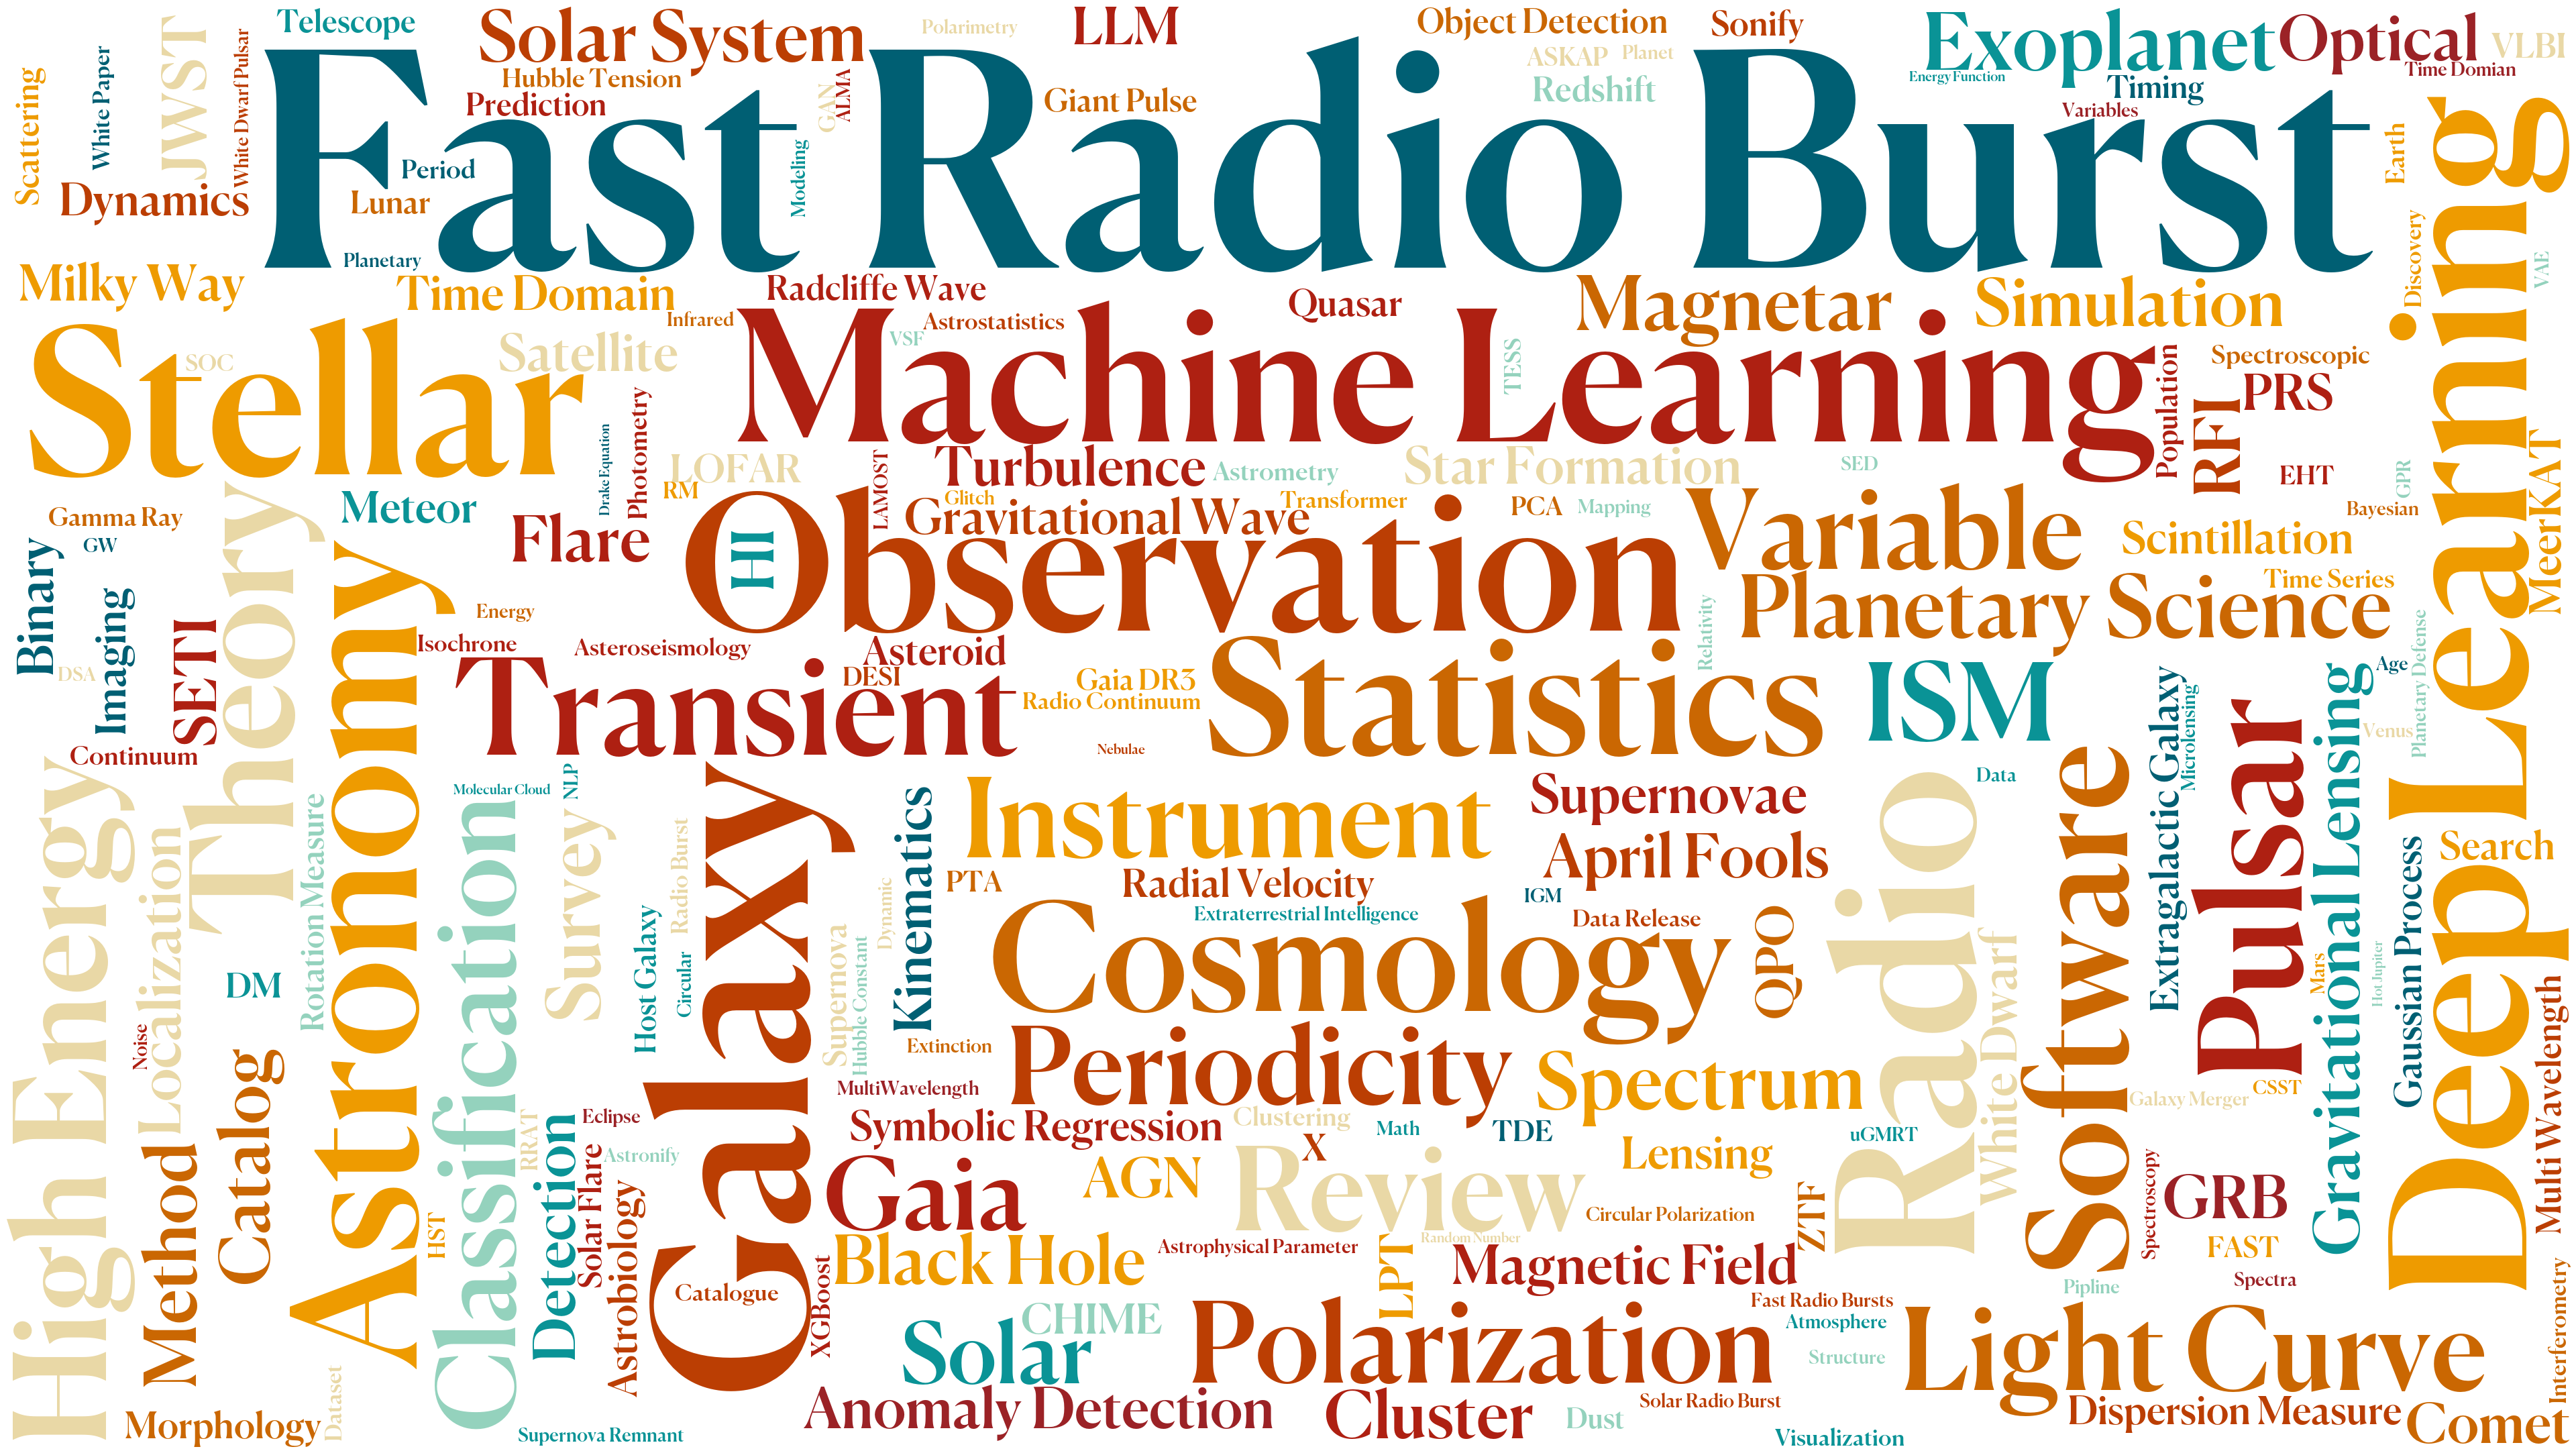 Telescope
Solar System
Polarimetry
LLM
Object Detection
Sonify
Exoplanet
Optical
VLBI
Scattering
White Paper
JWST
White Dwarf Pulsar
Hubble Tension
Prediction
GAN
ALMA
Giant Pulse
ASKAP
Planet
Redshift
Energy Function
Timing
Time Domian
Variables
Fast Radio Burst
Dynamics
Period
Lunar
Planetary
Modeling
Earth
Discovery
VAE
Milky Way
Time Domain
Radcliffe Wave
Quasar
Magnetar
Simulation
Infrared
Astrostatistics
VSF
Stellar
SOC
Satellite
Machine Learning
TESS
Population
Spectroscopic
PRS
RFI
EHT
Deep Learning
Drake Equation
Photometry
LOFAR
RM
LAMOST
Turbulence
Astrometry
Star Formation
SED
GPR
MeerKAT
Gamma Ray
GW
Meteor
Flare
Glitch
Gravitational Wave
Transformer
PCA
Mapping
Variable
Bayesian
Scintillation
Theory
Astronomy
Observation
HI
Planetary Science
Time Series
Binary
Imaging
SETI
DSA
Energy
Isochrone
Asteroseismology
Asteroid
DESI
Relativity
Planetary Defense
Age
Continuum
Transient
Gaia DR3
Radio Continuum
Nebulae
Statistics
ISM
Extragalactic Galaxy
Microlensing
Pulsar
Gravitational Lensing
Venus
High Energy
Localization
Rotation Measure
Molecular Cloud
NLP
Classification
Survey
Radio Burst
Galaxy
Kinematics
Instrument
Supernovae
Data
Radio
Software
Search
April Fools
PTA
Radial Velocity
IGM
Extraterrestrial Intelligence
Data Release
Dynamic
Supernova
Hubble Constant
Host Galaxy
Circular
Cosmology
QPO
White Dwarf
Mars
Hot Jupiter
Gaussian Process
Multi Wavelength
DM
Noise
Catalog
Method
Extinction
Periodicity
Spectrum
MultiWavelength
Galaxy Merger
CSST
RRAT
Eclipse
Detection
Solar Flare
Astronify
Astrobiology
Symbolic Regression
Clustering
X
Math
TDE
uGMRT
Lensing
Gaia
AGN
Review
Circular Polarization
Spectroscopy
GRB
HST
ZTF
FAST
Black Hole
Astrophysical Parameter
Random Number
LPT
Magnetic Field
Spectra
Pipline
Interferometry
Catalogue
XGBoost
CHIME
Solar
Polarization
Fast Radio Bursts
Atmosphere
Structure
Light Curve
Dataset
Morphology
Supernova Remnant
Anomaly Detection
Cluster
Dust
Solar Radio Burst
Visualization
Dispersion Measure
Comet